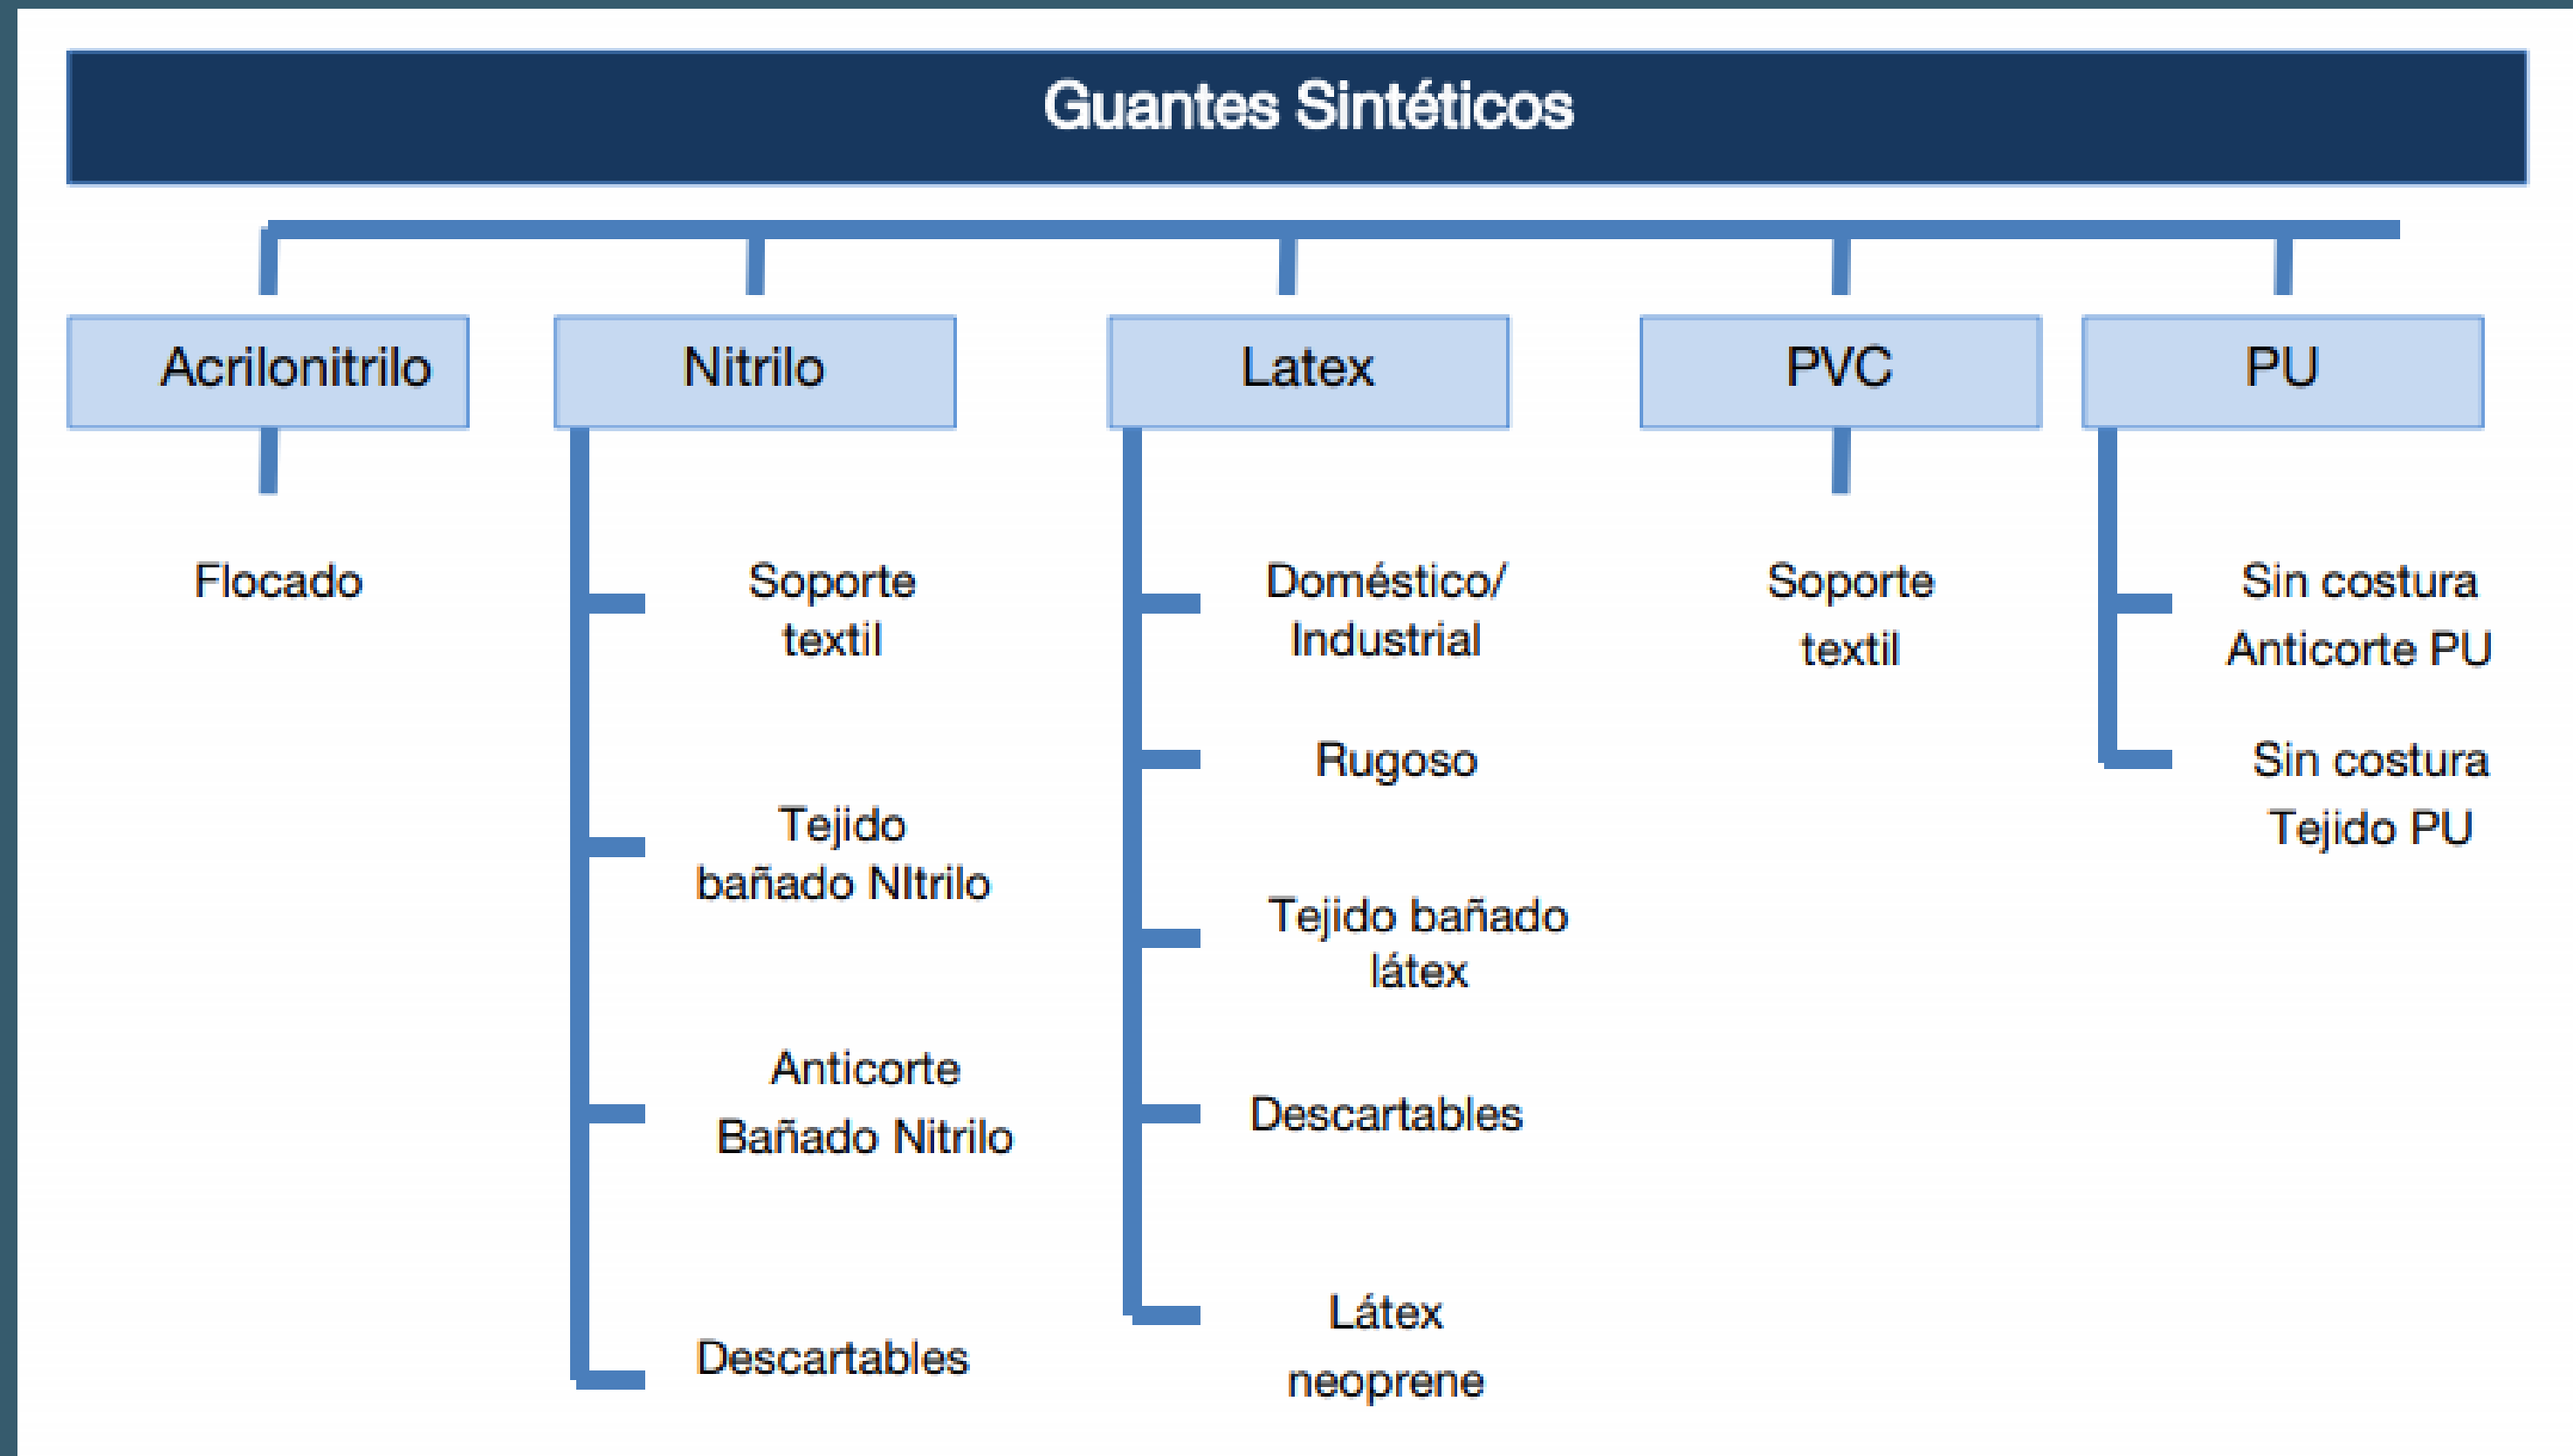 Guantes Sintéticos
Acrilonitrilo
Flocado
Nitrilo
Soporte
textil
Tejido
bañado NItrilo
Anticorte
Bañado Nitrilo
Descartables
Latex
Doméstico/
Industrial
Rugoso
Tejido bañado
látex
Descartables
Látex
neoprene
PVC
Soporte
textil
PU
Sin costura
Anticorte PU
Sin costura
Tejido PU